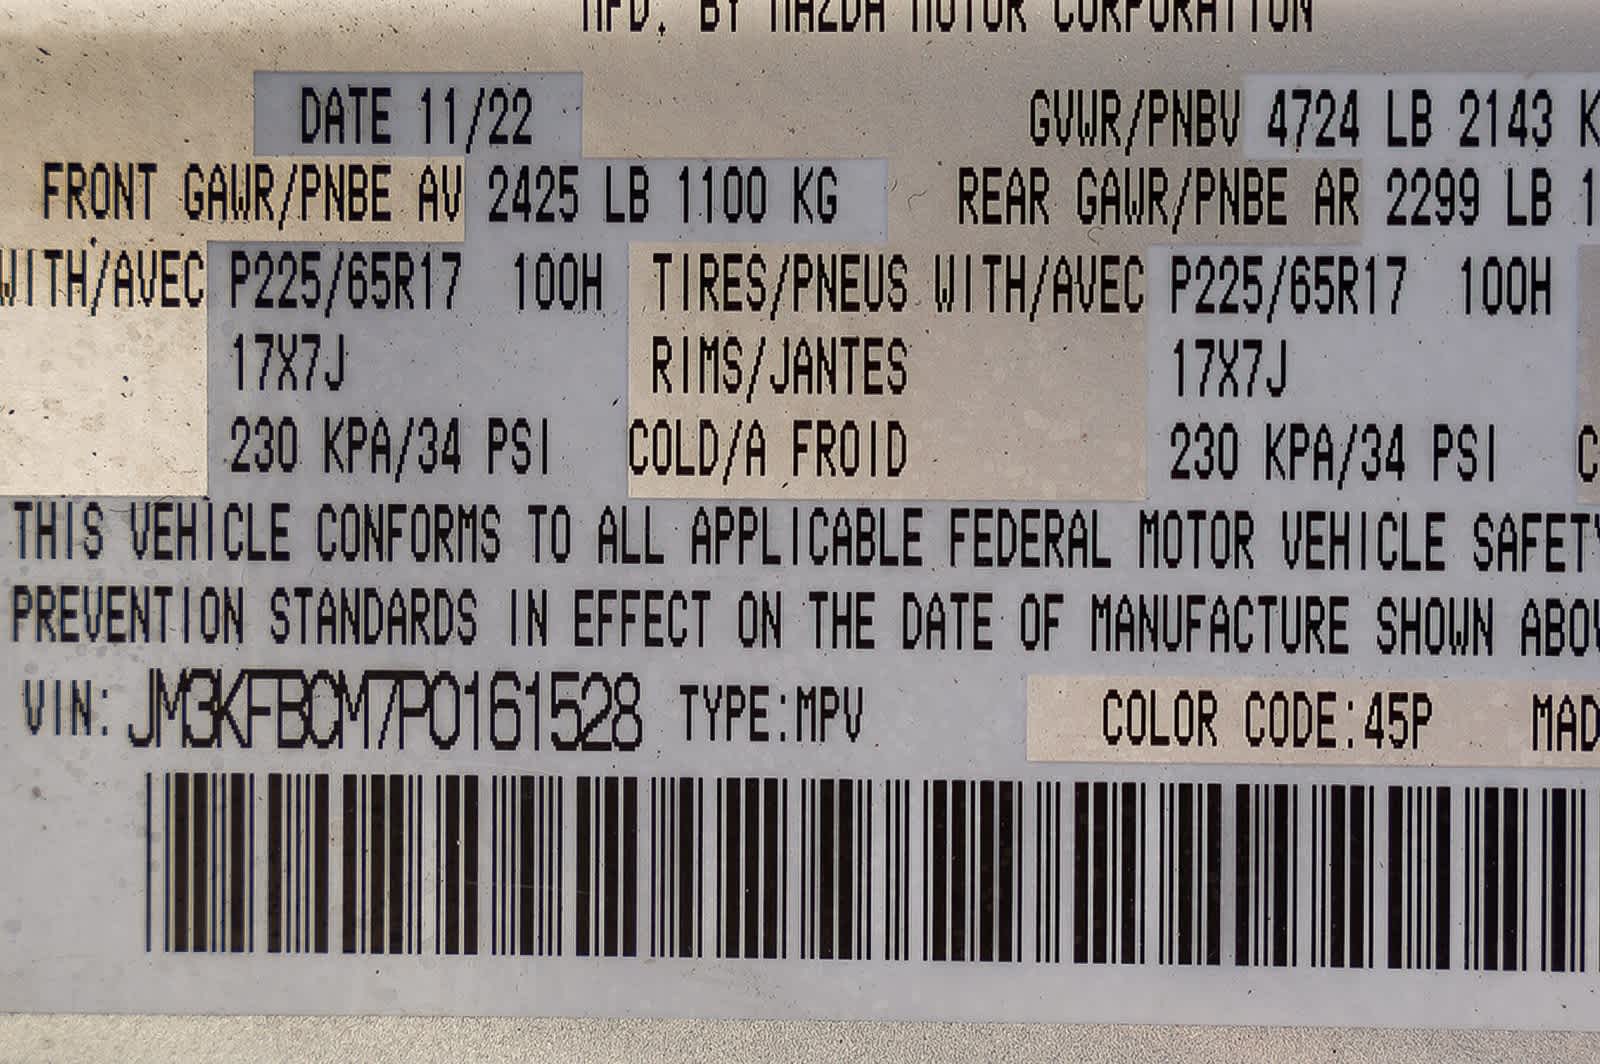 MFD. BY MAZDA MOTOR CORPORATION
DATE 11/22 GVWR/PNBV 4724 LB 2143 K
FRONT GAWR/PNBE AV 2425 LB 1100 KG REAR GAWR/PNBE AR 2299 LB 1
WITH/AVEC P225/65R17 100H TIRES/PNEUS WITH/AVEC P225/65R17 100H
17X7J RIMS/JANTES 17X7J
230 KPA/34 PSI COLD/A FROID 230 KPA/34 PSI C
THIS VEHICLE CONFORMS TO ALL APPLICABLE FEDERAL MOTOR VEHICLE SAFETY
PREVENTION STANDARDS IN EFFECT ON THE DATE OF MANUFACTURE SHOWN ABOV
VIN: JM3KFBCM7P0161528 TYPE:MPV COLOR CODE:45P MAD